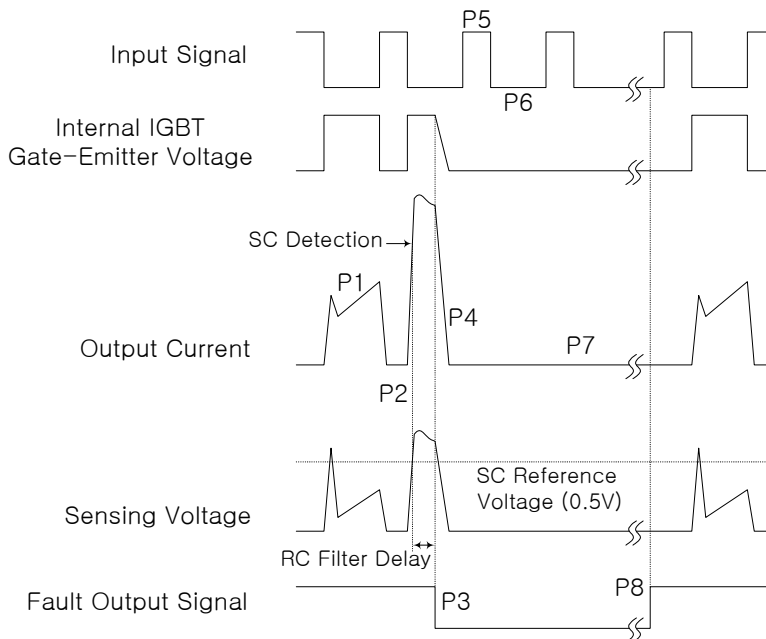 P5
Input Signal
P6
Internal IGBT
Gate-Emitter Voltage
SC Detection
P1
P4
Output Current
P7
P2
SC Reference
Voltage (0.5V)
Sensing Voltage
RC Filter Delay
Fault Output Signal
P3
P8